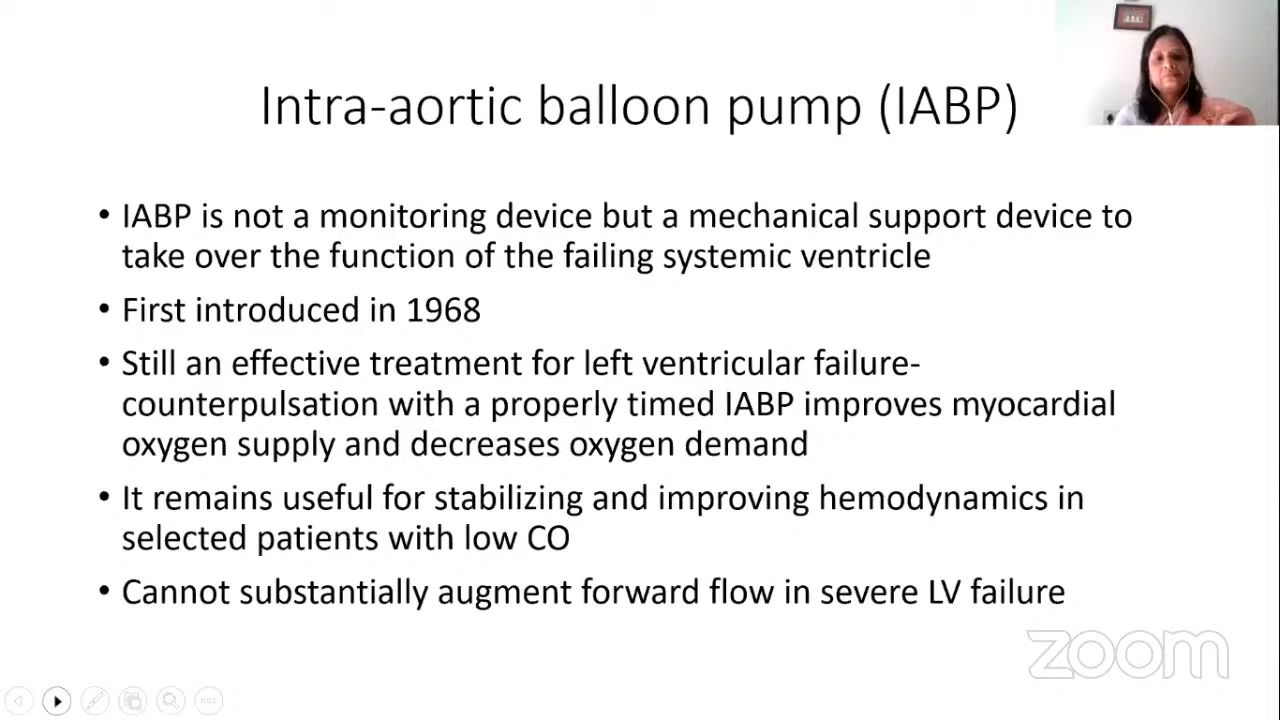 Intra-aortic balloon pump (IABP)
• IABP is not a monitoring device but a mechanical support device to
take over the function of the failing systemic ventricle
• First introduced in 1968
• Still an effective treatment for left ventricular failure-
counterpulsation with a properly timed IABP improves myocardial
oxygen supply and decreases oxygen demand
• It remains useful for stabilizing and improving hemodynamics in
selected patients with low CO
• Cannot substantially augment forward flow in severe LV failure
zoom